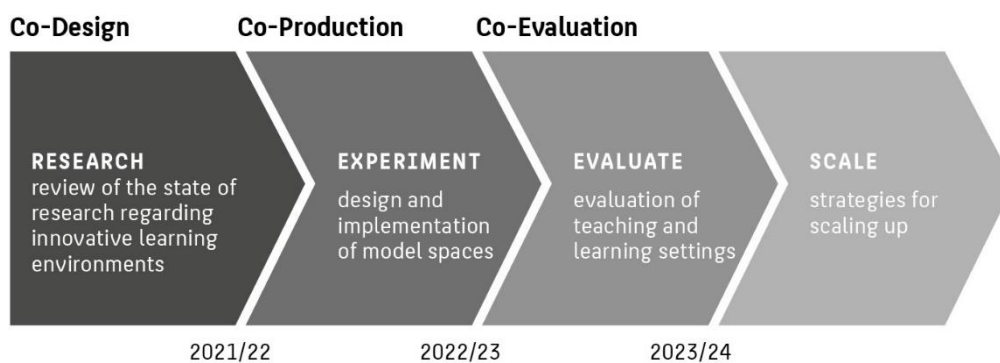 Co-Design
Co-Production
Co-Evaluation
RESEARCH
review of the state of
research regarding
innovative learning
environments
EXPERIMENT
design and
implementation
of model spaces
EVALUATE
evaluation of
teaching and
learning settings
SCALE
strategies for
scaling up
2021/22
2022/23
2023/24